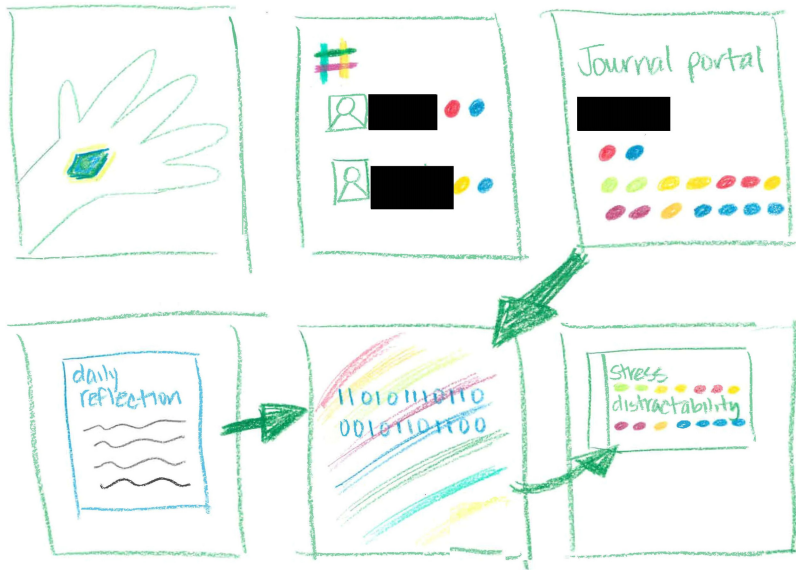 Journal portal
daily
reflection
11010110110
00101101100
Stress
distractability